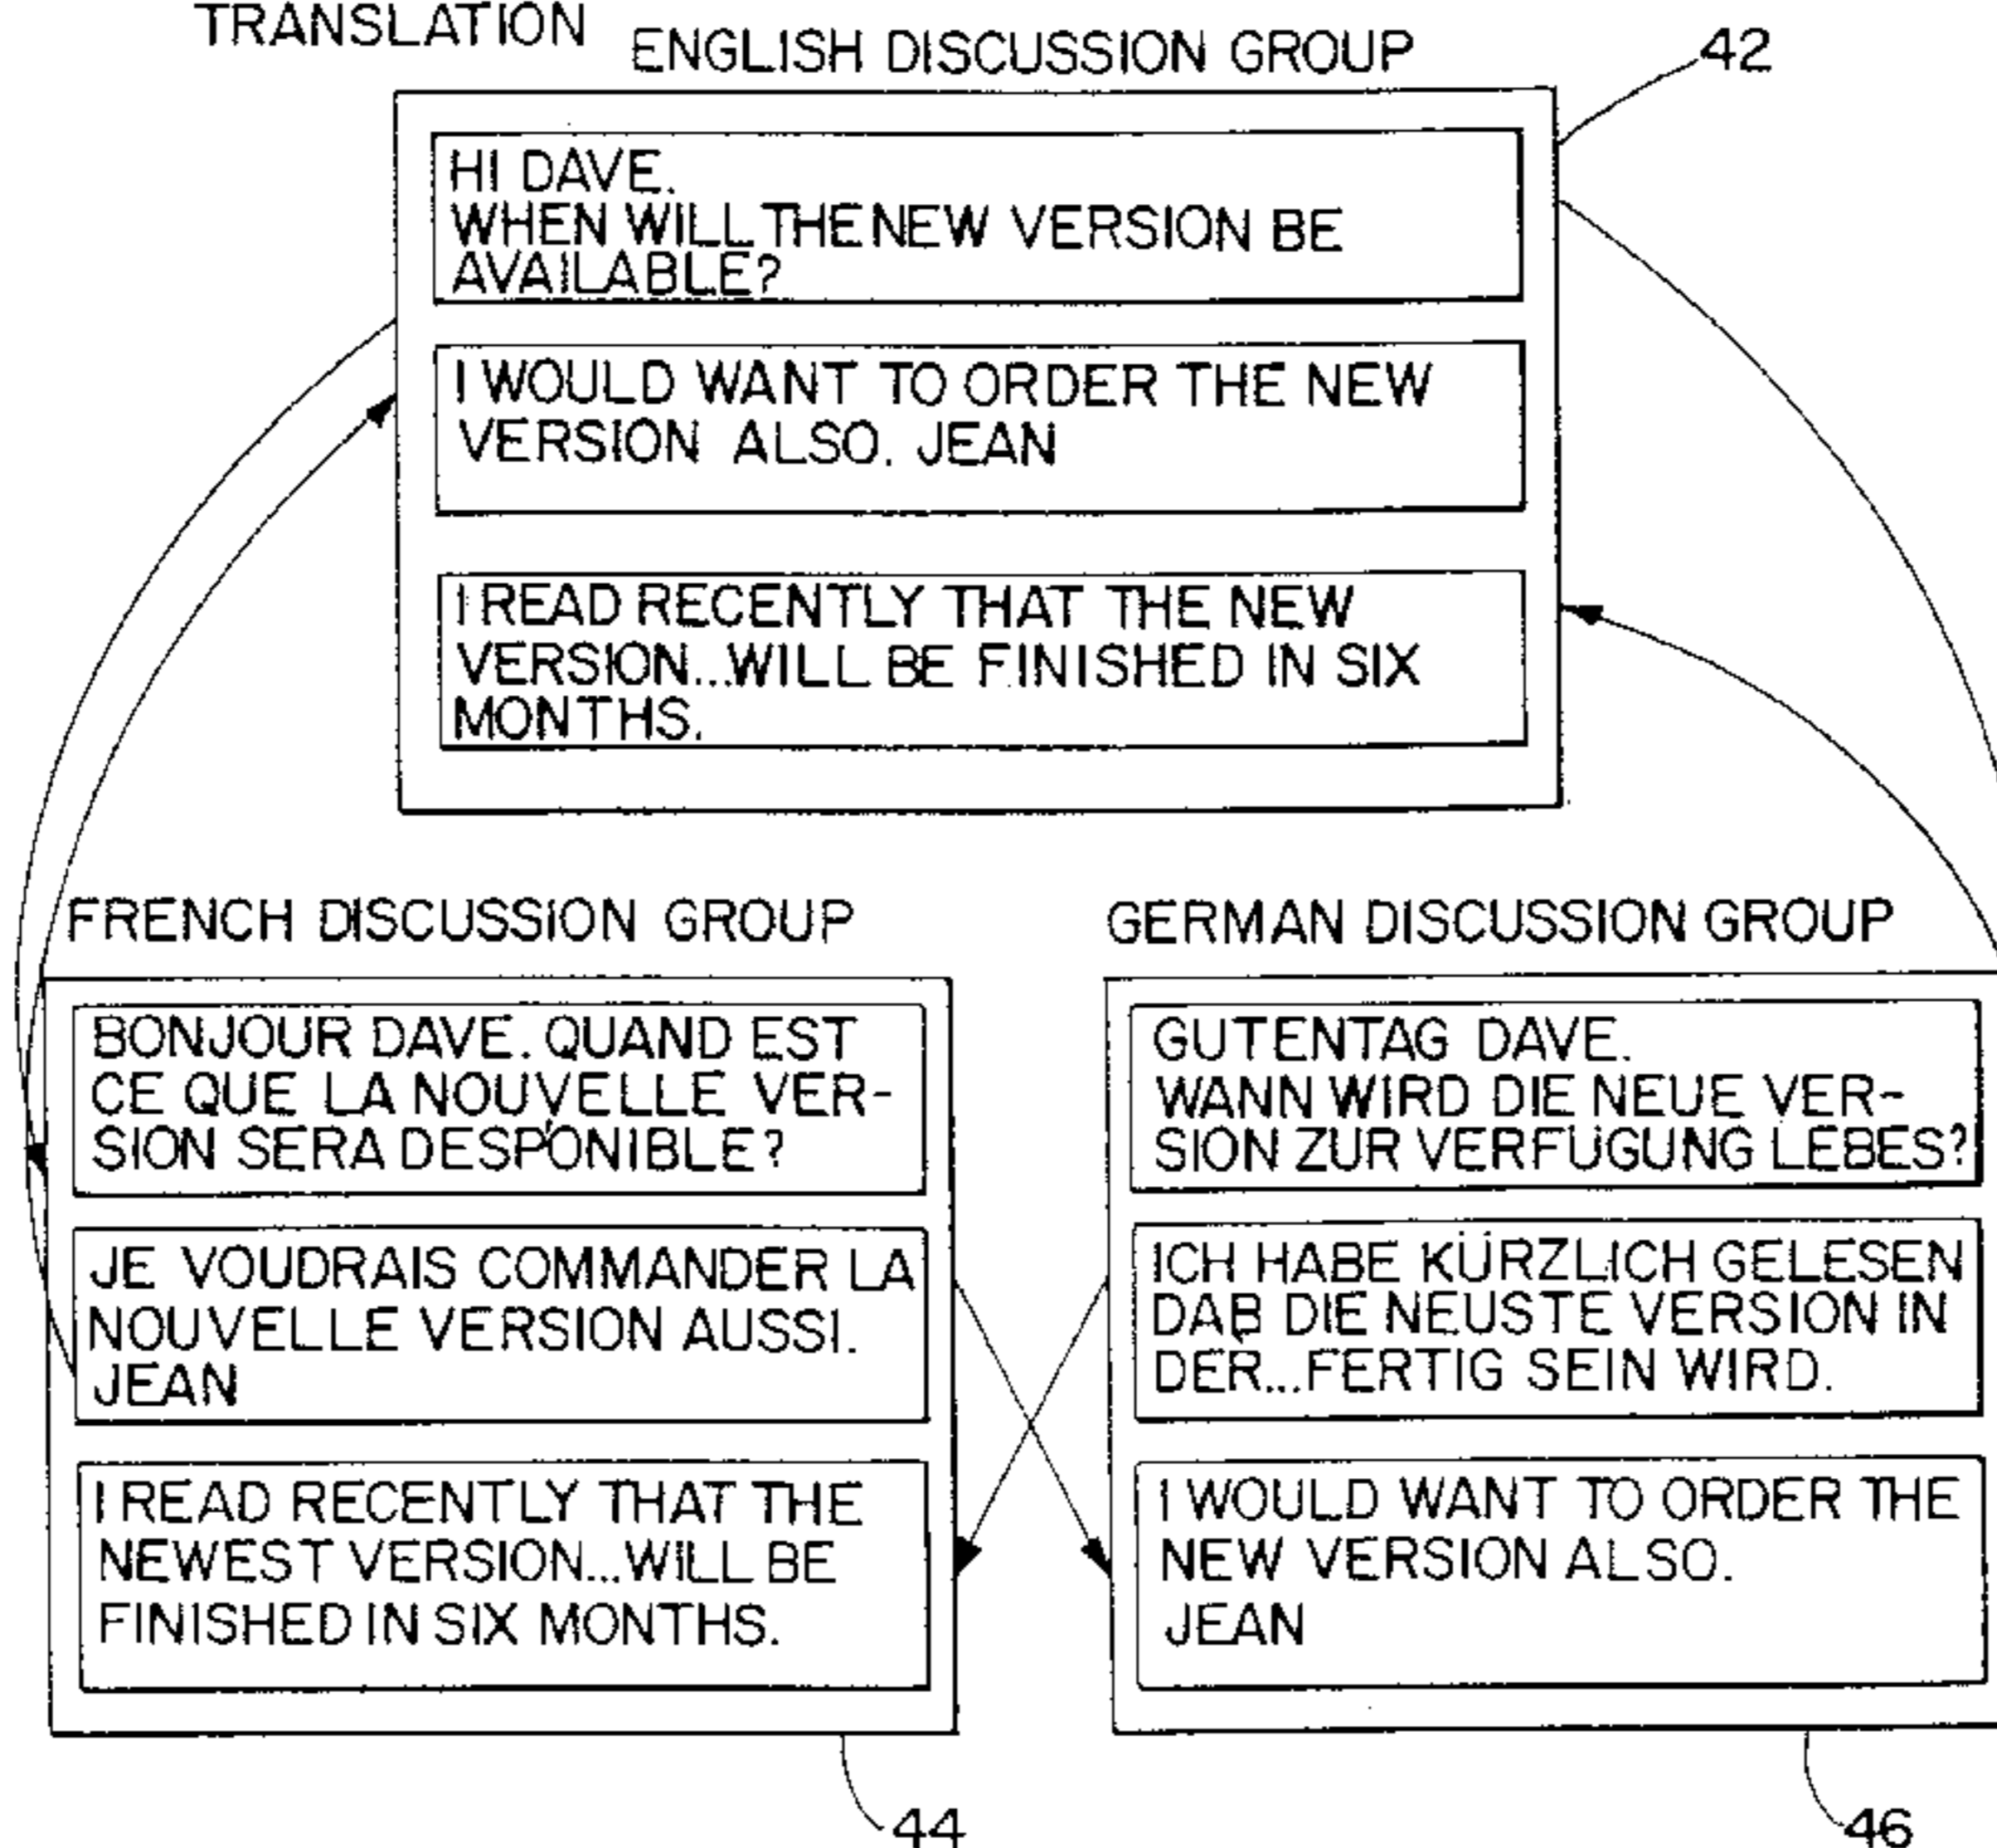 TRANSLATION
ENGLISH DISCUSSION GROUP
42
HI DAVE.
WHEN WILL THE NEW VERSION BE
AVAILABLE?
I WOULD WANT TO ORDER THE NEW
VERSION ALSO. JEAN
I READ RECENTLY THAT THE NEW
VERSION...WILL BE FINISHED IN SIX
MONTHS.
FRENCH DISCUSSION GROUP
BONJOUR DAVE. QUAND EST
CE QUE LA NOUVELLE VER-
SION SERA DESPONIBLE?
JE VOUDRAIS COMMANDER LA
NOUVELLE VERSION AUSSI.
JEAN
I READ RECENTLY THAT THE
NEWEST VERSION...WILL BE
FINISHED IN SIX MONTHS.
44
GERMAN DISCUSSION GROUP
GUTENTAG DAVE.
WANN WIRD DIE NEUE VER-
SION ZUR VERFÜGUNG LEBES?
ICH HABE KÜRZLICH GELESEN
DAB DIE NEUSTE VERSION IN
DER...FERTIG SEIN WIRD.
I WOULD WANT TO ORDER THE
NEW VERSION ALSO.
JEAN
46